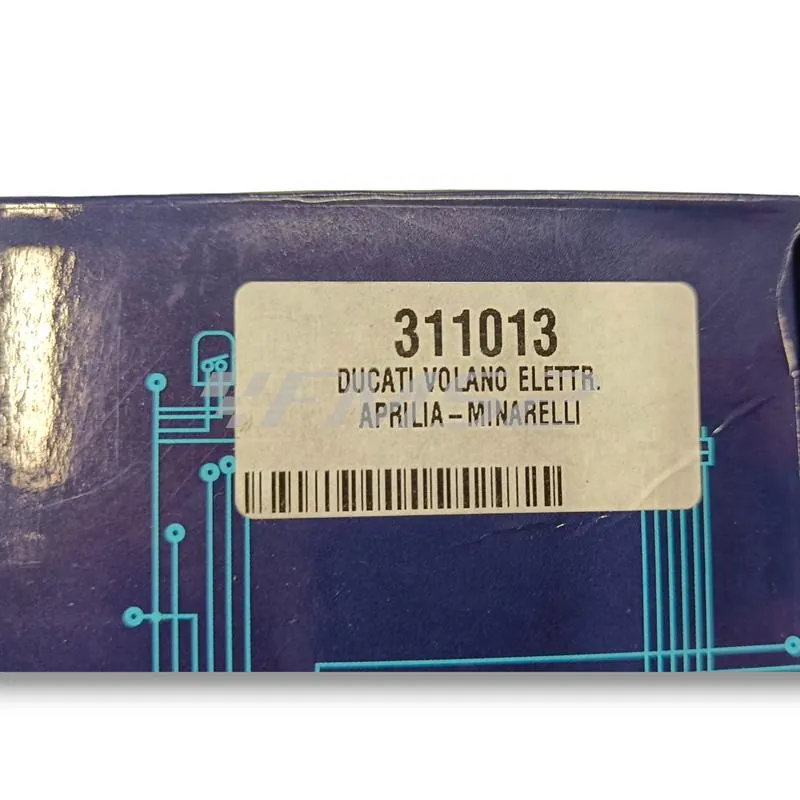 311013
DUCATI VOLANO ELETTR.
APRILIA-MINARELLI